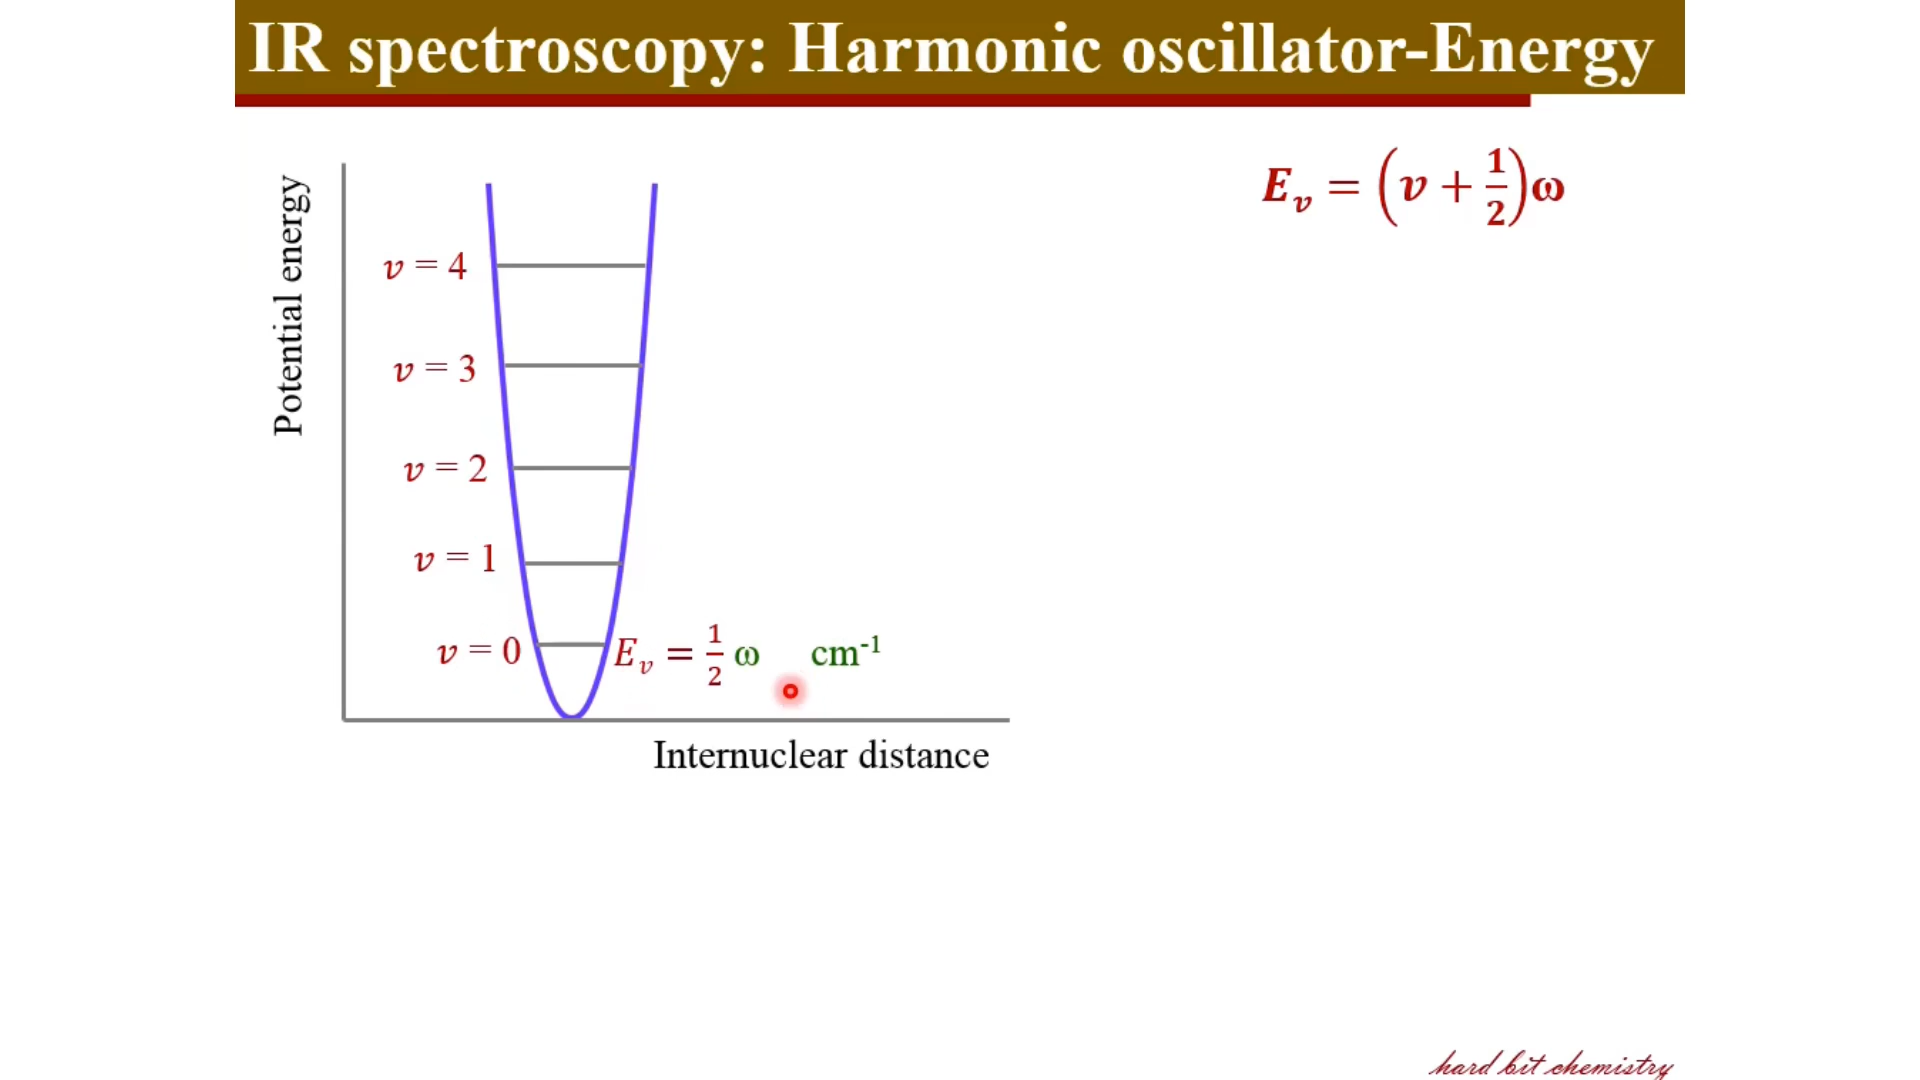 IR spectroscopy: Harmonic oscillator-Energy
E_v = (v + 1/2)ω
Potential energy
v = 4
v = 3
v = 2
v = 1
v = 0
E_v = 1/2 ω cm⁻¹
Internuclear distance
hard bit chemistry